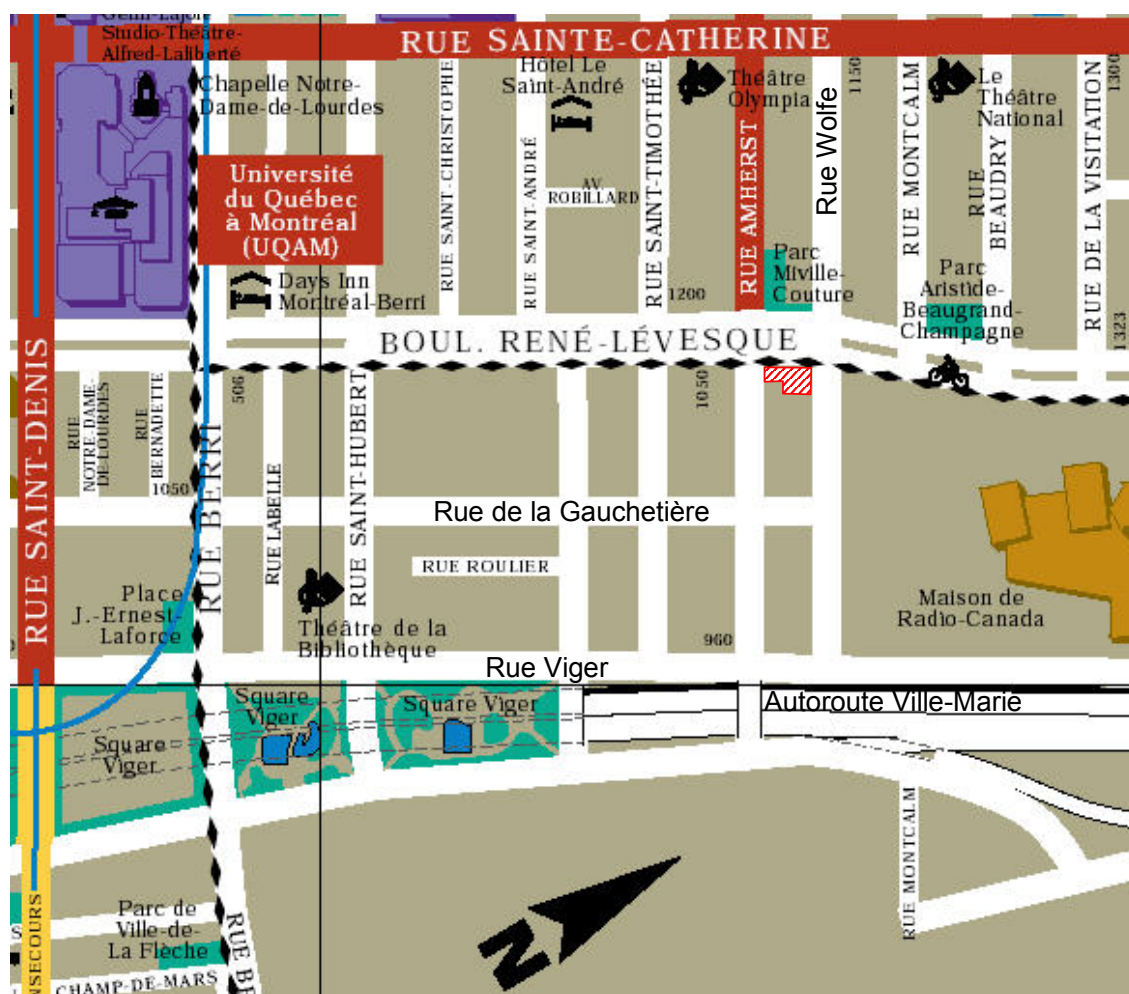 Studio-Théâtre-
Alfred-Laliberté
RUE SAINTE-CATHERINE
Chapelle Notre-
Dame-de-Lourdes
Université
du Québec
à Montréal
(UQAM)
Days Inn
Montréal-Berri
RUE SAINT-CHRISTOPHE
Hôtel Le
Saint-André
RUE SAINT-ANDRÉ
AV.
ROBILLARD
RUE SAINT-TIMOTHÉE
1200
Théâtre
Olympia
RUE AMHERST
Parc
Miville-
Couture
Rue Wolfe
1150
RUE MONTCALM
Le
Théâtre
National
RUE
BEAUDRY
Parc
Aristide-
Beaugrand-
Champagne
RUE DE LA VISITATION
1300
1323
BOUL. RENÉ-LÉVESQUE
RUE SAINT-DENIS
RUE
NOTRE-DAME-
DE-LOURDES
RUE
BERNADETTE
1050
RUE BERRI
506
RUE LABELLE
RUE SAINT-HUBERT
1050
Rue de la Gauchetière
RUE ROULIER
Place
J.-Ernest-
Laforce
Théâtre de la
Bibliothèque
960
Maison de
Radio-Canada
Rue Viger
Square
Viger
Square
Viger
Square Viger
Autoroute Ville-Marie
RUE MONTCALM
NSECOURS
Parc de
Ville-de-
La Flèche
RUE BE
CHAMP-DE-MARS
N